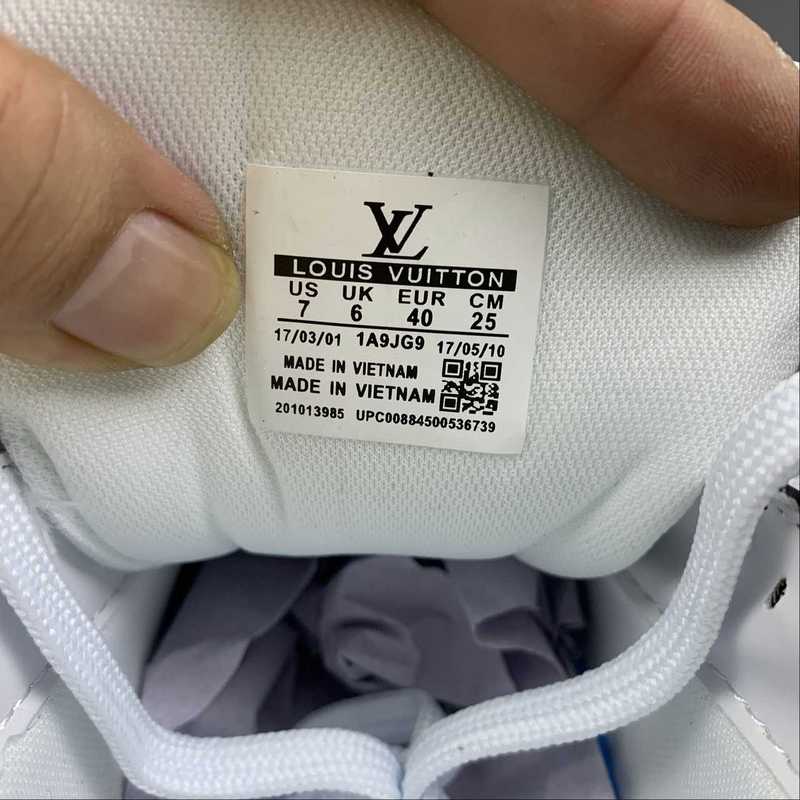 LV
LOUIS VUITTON
US UK EUR CM
7 6 40 25
17/03/01 1A9JG9 17/05/10
MADE IN VIETNAM
MADE IN VIETNAM
201013985 UPC00884500536739